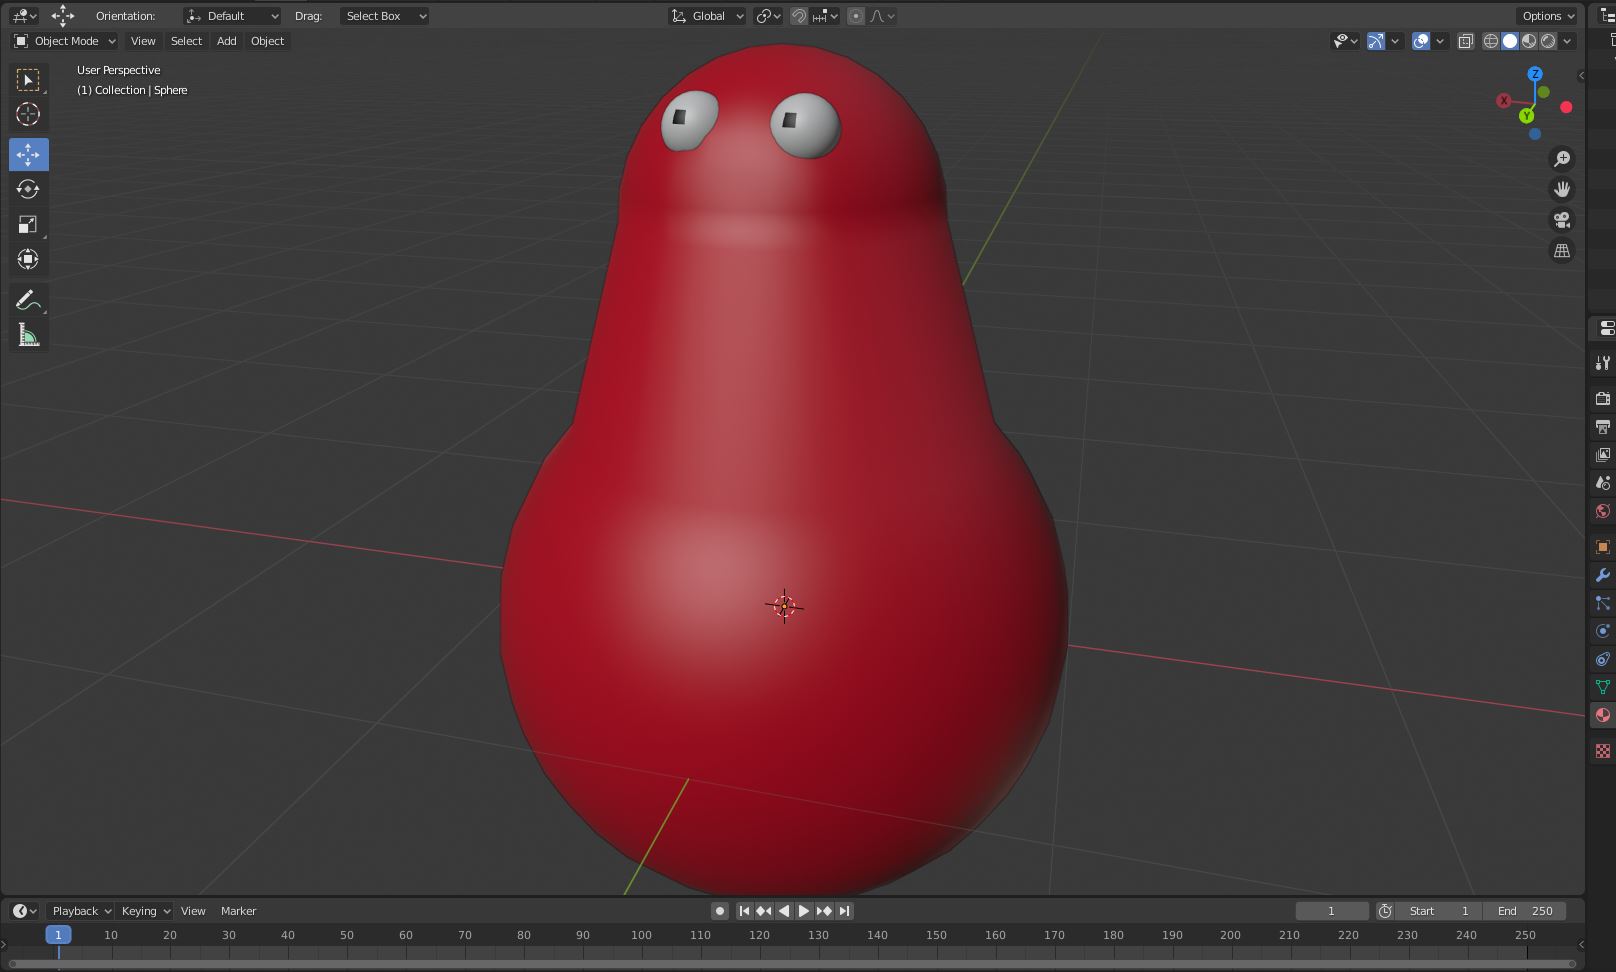 Orientation: Default Drag: Select Box Global Options
Object Mode View Select Add Object
User Perspective
(1) Collection | Sphere
Z
X
Y
Playback Keying View Marker 1 Start 1 End 250
1 10 20 30 40 50 60 70 80 90 100 110 120 130 140 150 160 170 180 190 200 210 220 230 240 250